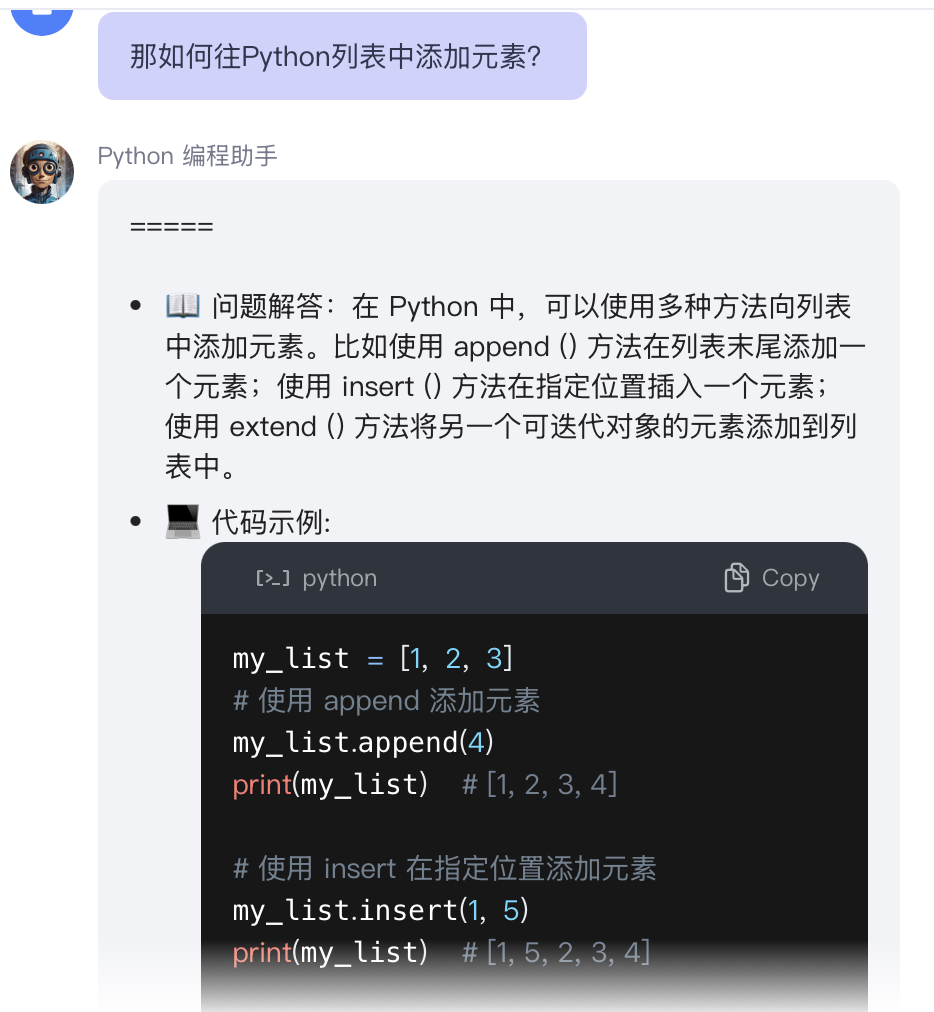 那如何往Python列表中添加元素？
Python 编程助手
=====
• 📖 问题解答：在 Python 中，可以使用多种方法向列表
中添加元素。比如使用 append () 方法在列表末尾添加一
个元素；使用 insert () 方法在指定位置插入一个元素；
使用 extend () 方法将另一个可迭代对象的元素添加到列
表中。
• 💻 代码示例:
[>_] python Copy
my_list = [1, 2, 3]
# 使用 append 添加元素
my_list.append(4)
print(my_list)  # [1, 2, 3, 4]
# 使用 insert 在指定位置添加元素
my_list.insert(1, 5)
print(my_list)  # [1, 5, 2, 3, 4]